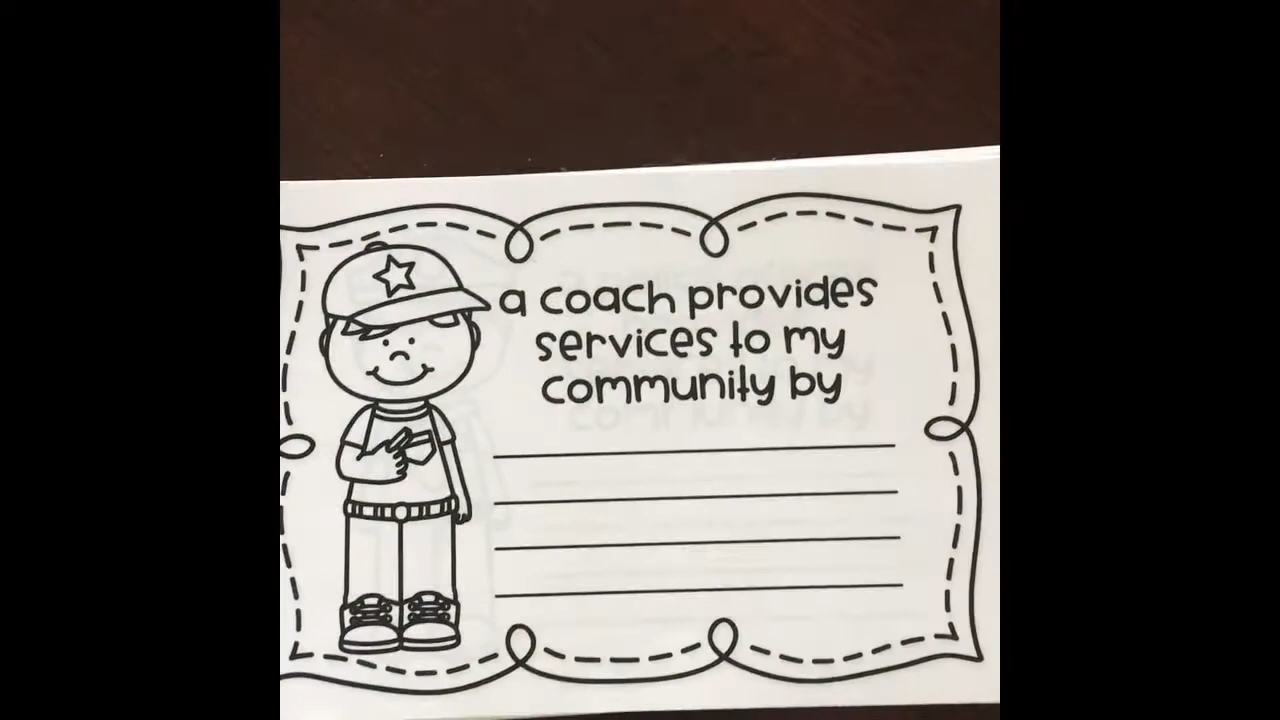 a coach provides
services to my
community by